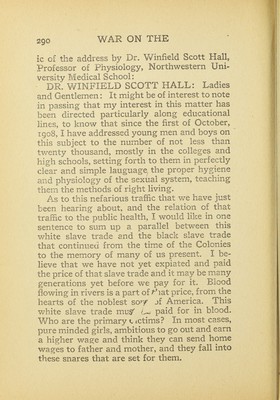 290 WAR ON THE
ic of the address by Dr. Winfield Scott Hall,
Professor of Physiology, Northwestern Uni-
versity Medical School:
DR. WINFIELD SCOTT HALL: Ladies
and Gentlemen: It might be of interest to note
in passing that my interest in this matter has
been directed particularly along educational
lines, to know that since the first of October,
1908, I have addressed young men and boys on
this subject to the number of not less than
twenty thousand, mostly in the colleges and
high schools, setting forth to them in perfectly
clear and simple lauguage, the proper hygiene
and physiology of the sexual system, teaching
them the methods of right living.
As to this nefarious traffic that we have just
been hearing about, and the relation of that
traffic to the public health, I would like in one
sentence to sum up a parallel between this
white slave trade and the black slave trade
that continued from the time of the Colonies
to the memory of many of us present. I be-
lieve that we have not yet expiated and paid
the price of that slave trade and it may be many
generations yet before we pay for it. Blood
flowing in rivers is a part of that price, from the
hearts of the noblest of America. This
white slave trade paid for in blood.
Who are the primary victims? In most cases,
pure minded girls, ambitious to go out and earn
a higher wage and think they can send home
wages to father and mother, and they fall into
these snares that are set for them.